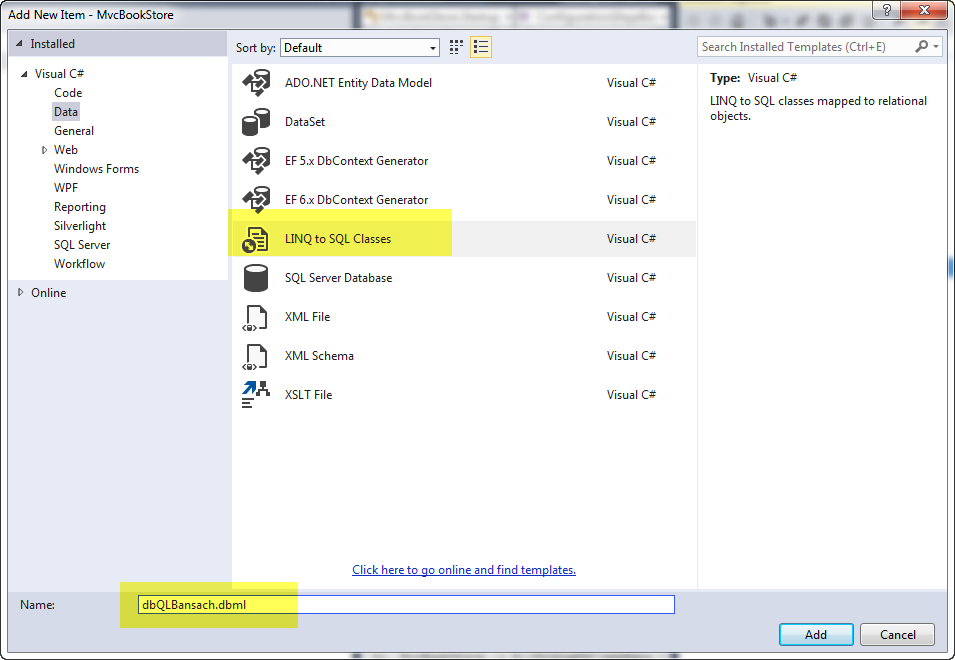 Add New Item - MvcBookStore
Installed
Visual C#
Code
Data
General
Web
Windows Forms
WPF
Reporting
Silverlight
SQL Server
Workflow
Online
Sort by: Default
Search Installed Templates (Ctrl+E)
ADO.NET Entity Data Model Visual C#
DataSet Visual C#
EF 5.x DbContext Generator Visual C#
EF 6.x DbContext Generator Visual C#
LINQ to SQL Classes Visual C#
SQL Server Database Visual C#
XML File Visual C#
XML Schema Visual C#
XSLT File Visual C#
Type: Visual C#
LINQ to SQL classes mapped to relational
objects.
Click here to go online and find templates.
Name: dbQLBansach.dbml
Add Cancel